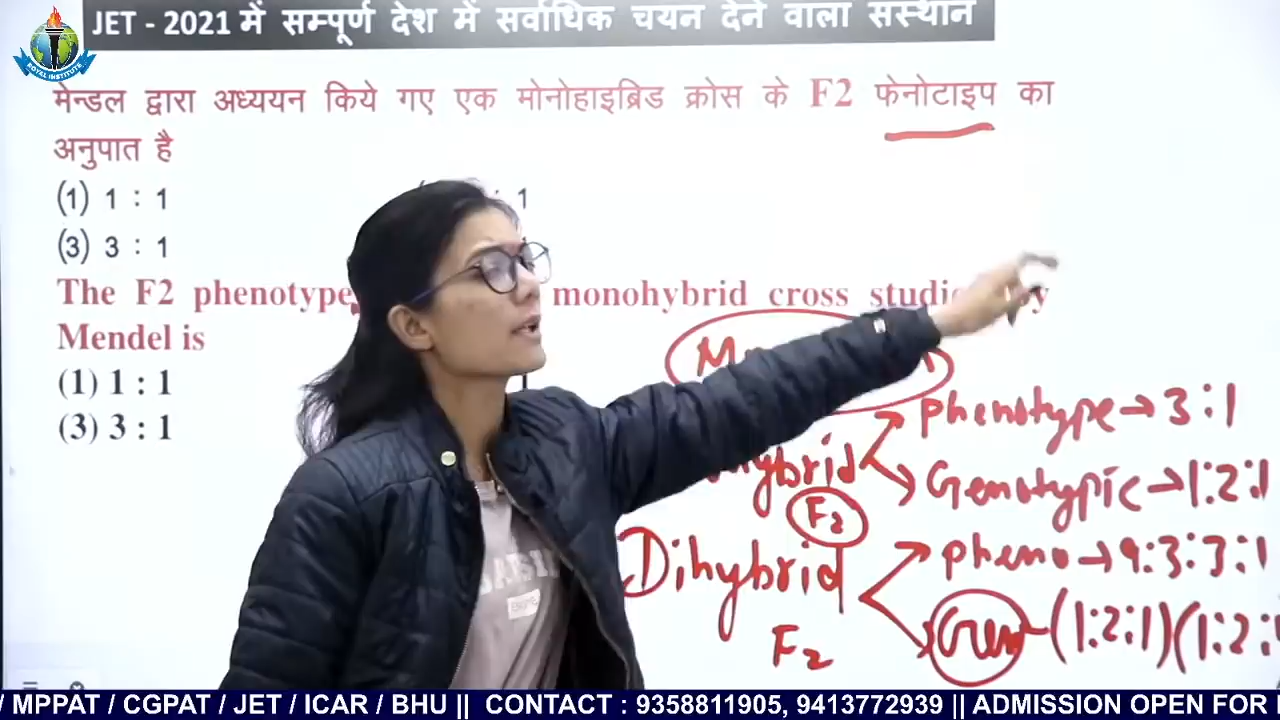 JET - 2021 में सम्पूर्ण देश में सर्वाधिक चयन देने वाला संस्थान
ROYAL INSTITUTE
मेन्डल द्वारा अध्ययन किये गए एक मोनोहाइब्रिड क्रोस के F2 फेनोटाइप का
अनुपात है
(1) 1 : 1
: 1
(3) 3 : 1
The F2 phenotype monohybrid cross
Mendel is
(1) 1 : 1
(3) 3 : 1
Phenotype → 3:1
Genotypic → 1:2:1
F2
Dihybrid
pheno → 9:3:3:1
F2
(1:2:1)(1:2:
/ MPPAT / CGPAT / JET / ICAR / BHU || CONTACT : 9358811905, 9413772939 || ADMISSION OPEN FOR